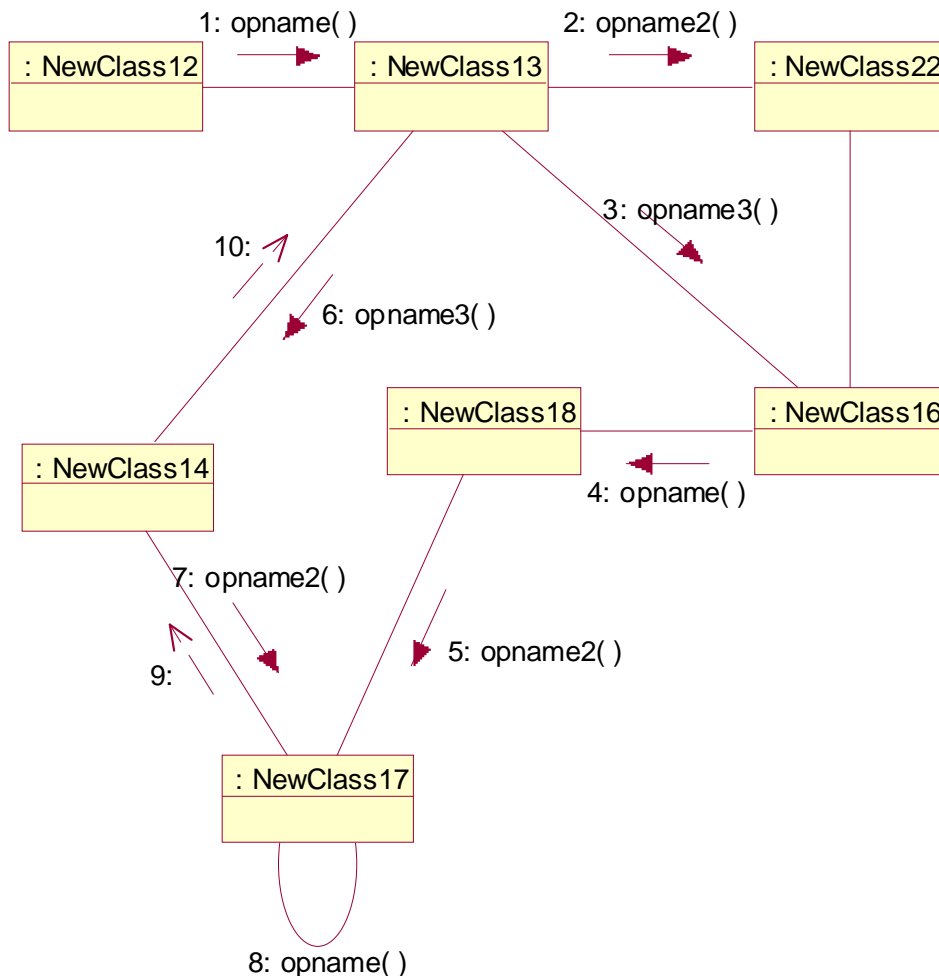 1: opname( )
2: opname2( )
: NewClass12
: NewClass13
: NewClass22
3: opname3( )
10:
6: opname3( )
: NewClass18
: NewClass16
: NewClass14
4: opname( )
7: opname2( )
5: opname2( )
9:
: NewClass17
8: opname( )